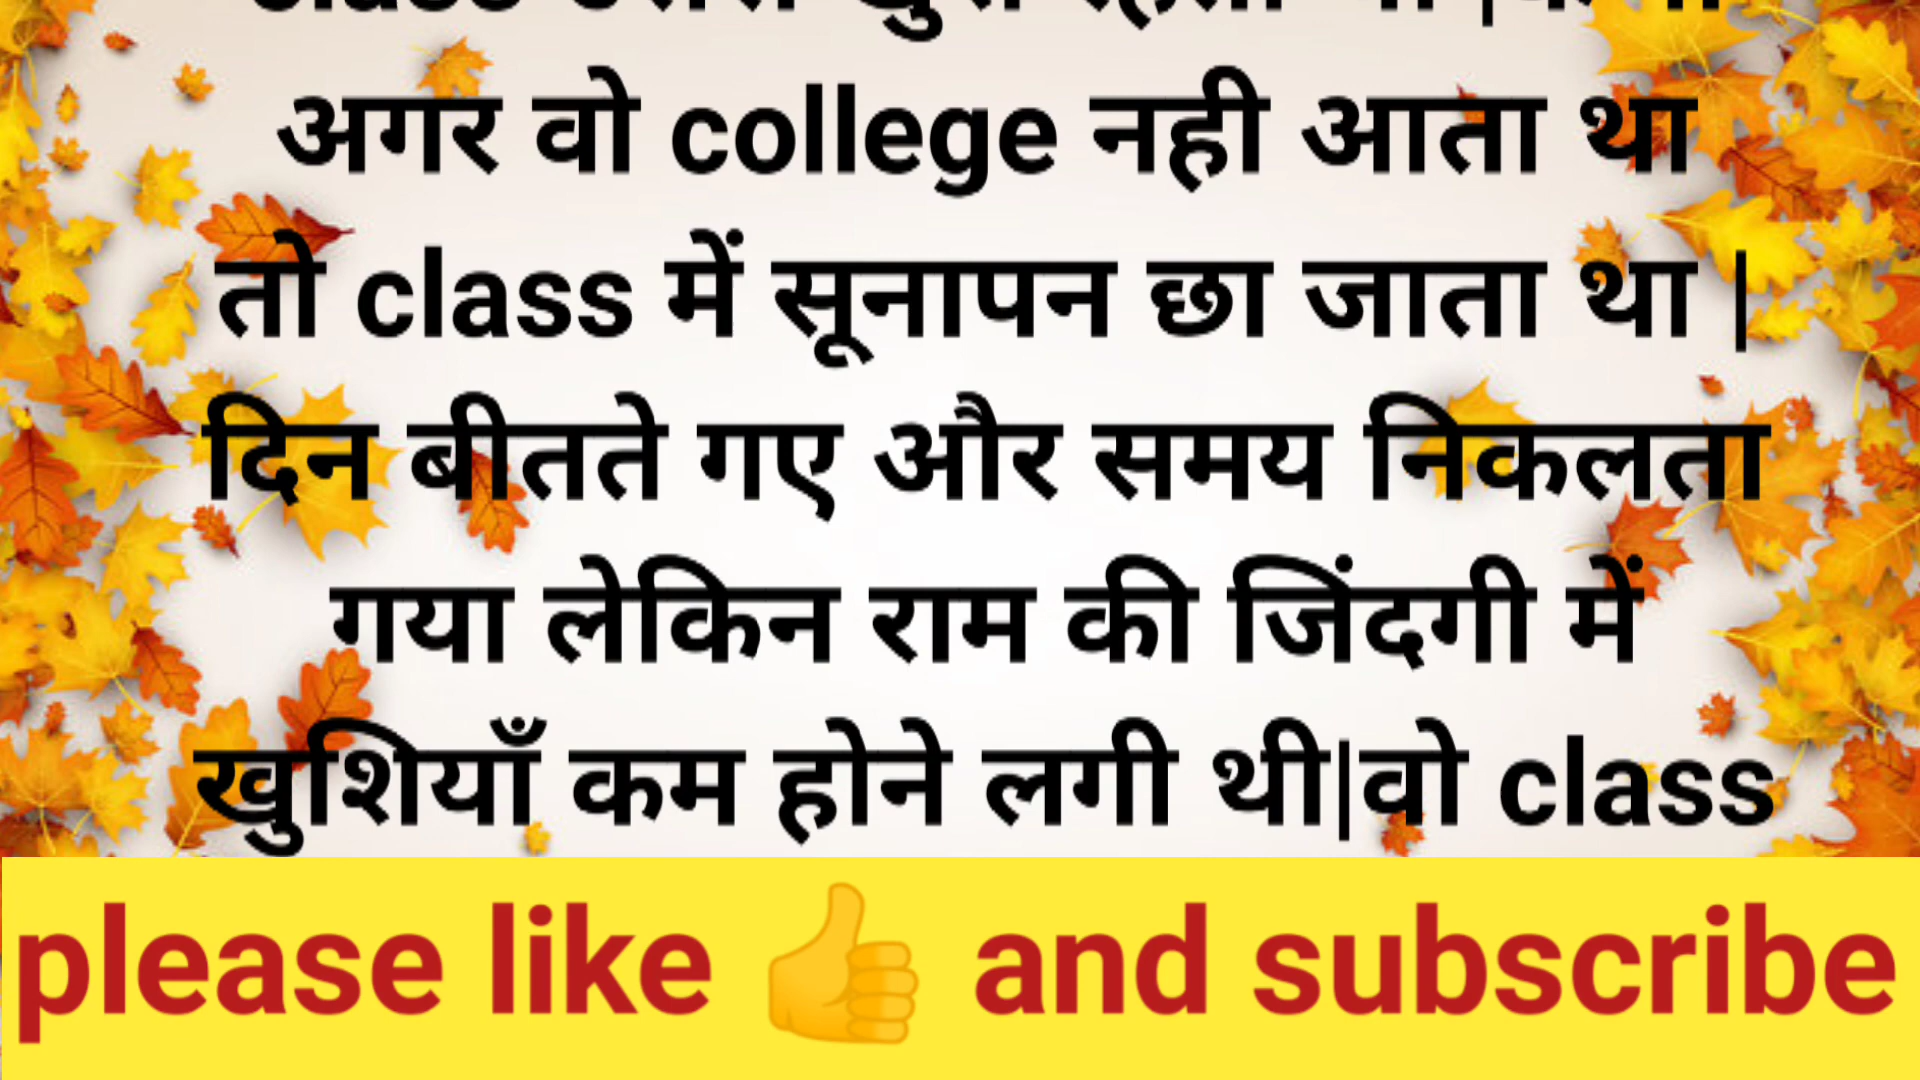 अगर वो college नही आता था
तो class में सूनापन छा जाता था |
दिन बीतते गए और समय निकलता
गया लेकिन राम की जिंदगी में
खुशियाँ कम होने लगी थी|वो class
please like 👍 and subscribe